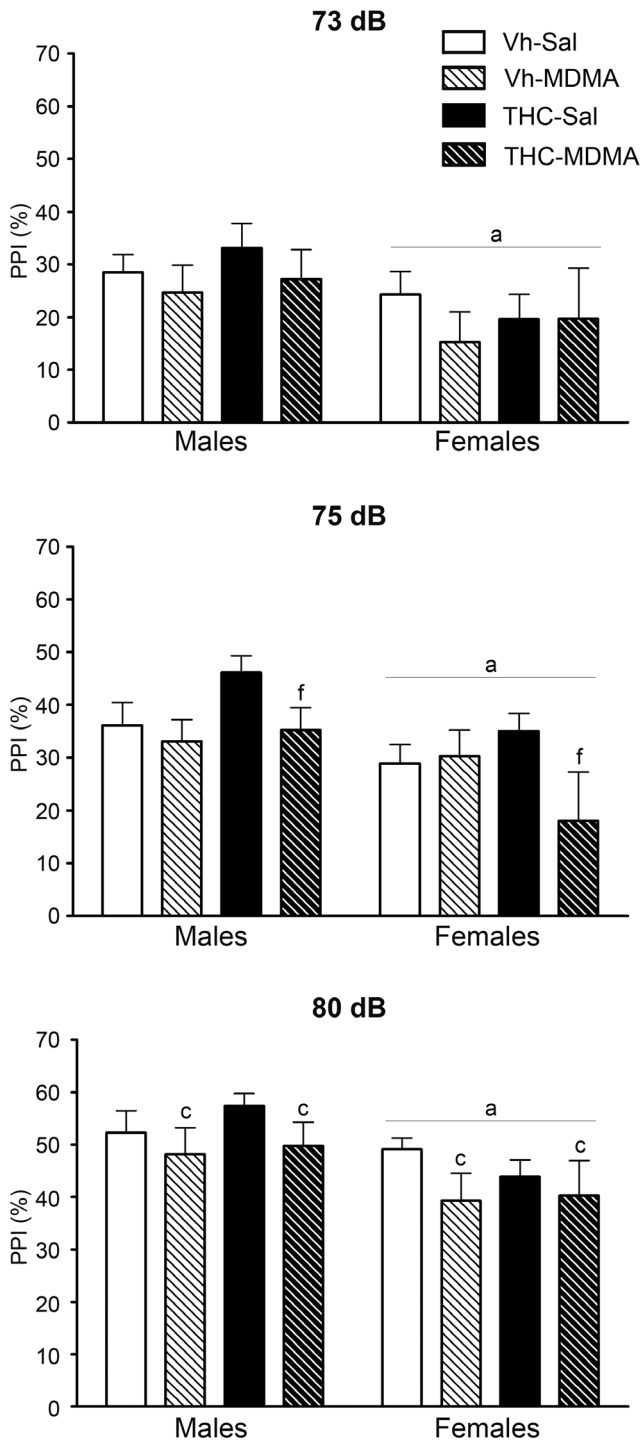 73 dB
Vh-Sal
Vh-MDMA
THC-Sal
THC-MDMA
70
60
50
40
30
20
10
0
PPI (%)
a
Males
Females
75 dB
70
60
50
40
30
20
10
0
PPI (%)
f
a
f
Males
Females
80 dB
70
60
50
40
30
20
10
0
PPI (%)
c
c
a
c
c
Males
Females